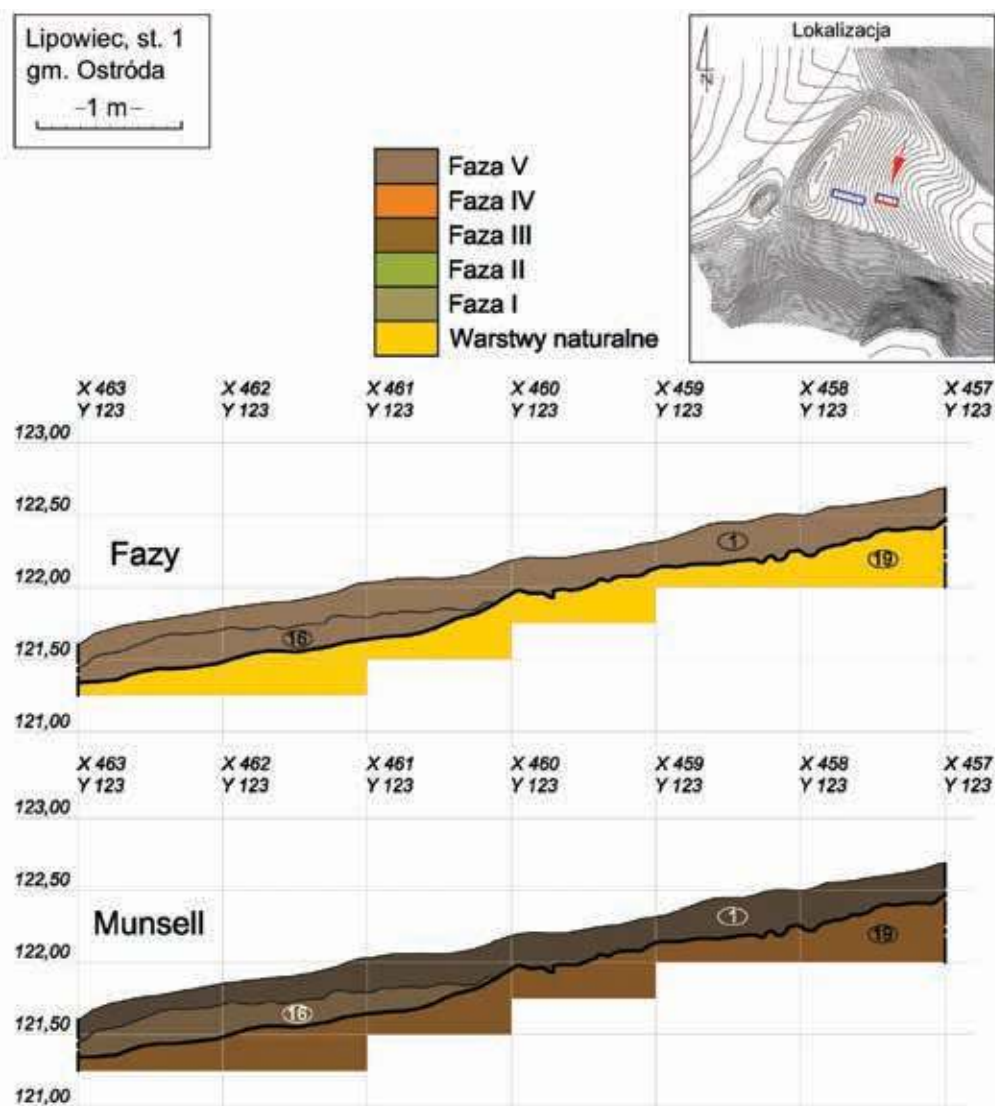 Lipowiec, st. 1
gm. Ostróda
-1 m-
Lokalizacja
N
Faza V
Faza IV
Faza III
Faza II
Faza I
Warstwy naturalne
X 463 X 462 X 461 X 460 X 459 X 458 X 457
Y 123 Y 123 Y 123 Y 123 Y 123 Y 123 Y 123
123,00
122,50
122,00
121,50
121,00
Fazy
1
19
16
X 463 X 462 X 461 X 460 X 459 X 458 X 457
Y 123 Y 123 Y 123 Y 123 Y 123 Y 123 Y 123
123,00
122,50
122,00
121,50
121,00
Munsell
1
19
16